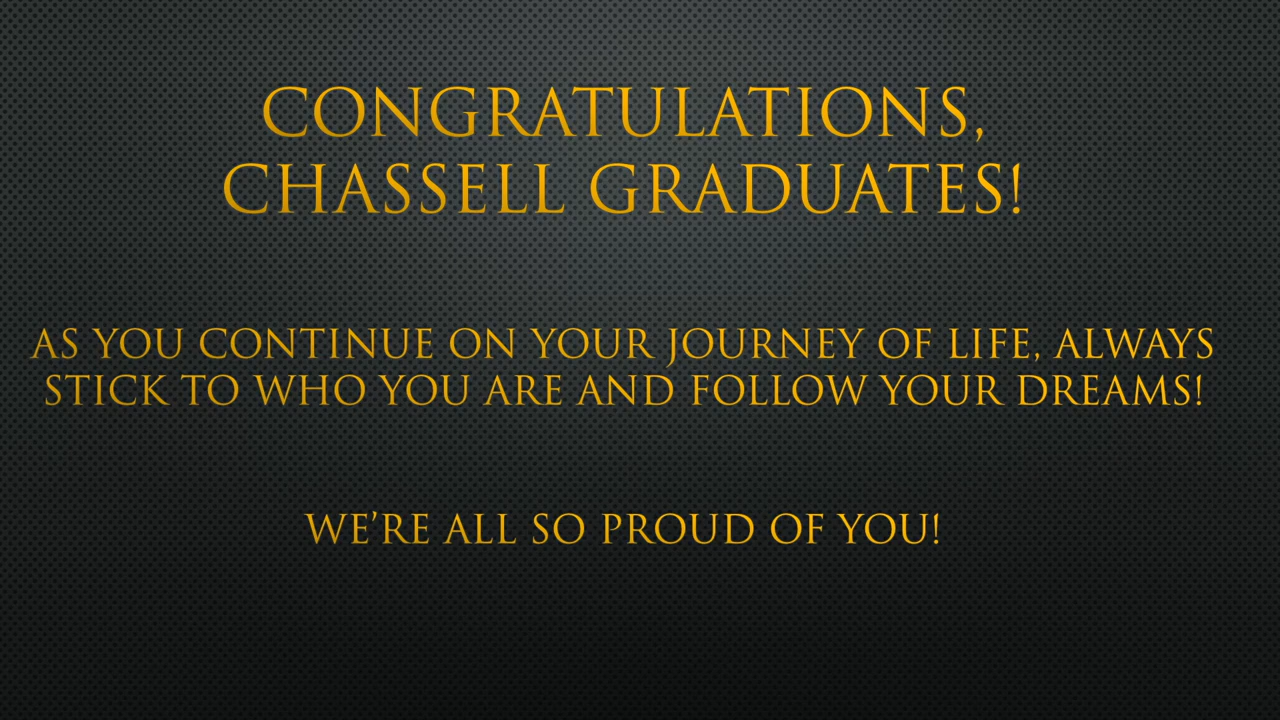 CONGRATULATIONS,
CHASSELL GRADUATES!
AS YOU CONTINUE ON YOUR JOURNEY OF LIFE, ALWAYS
STICK TO WHO YOU ARE AND FOLLOW YOUR DREAMS!
WE'RE ALL SO PROUD OF YOU!